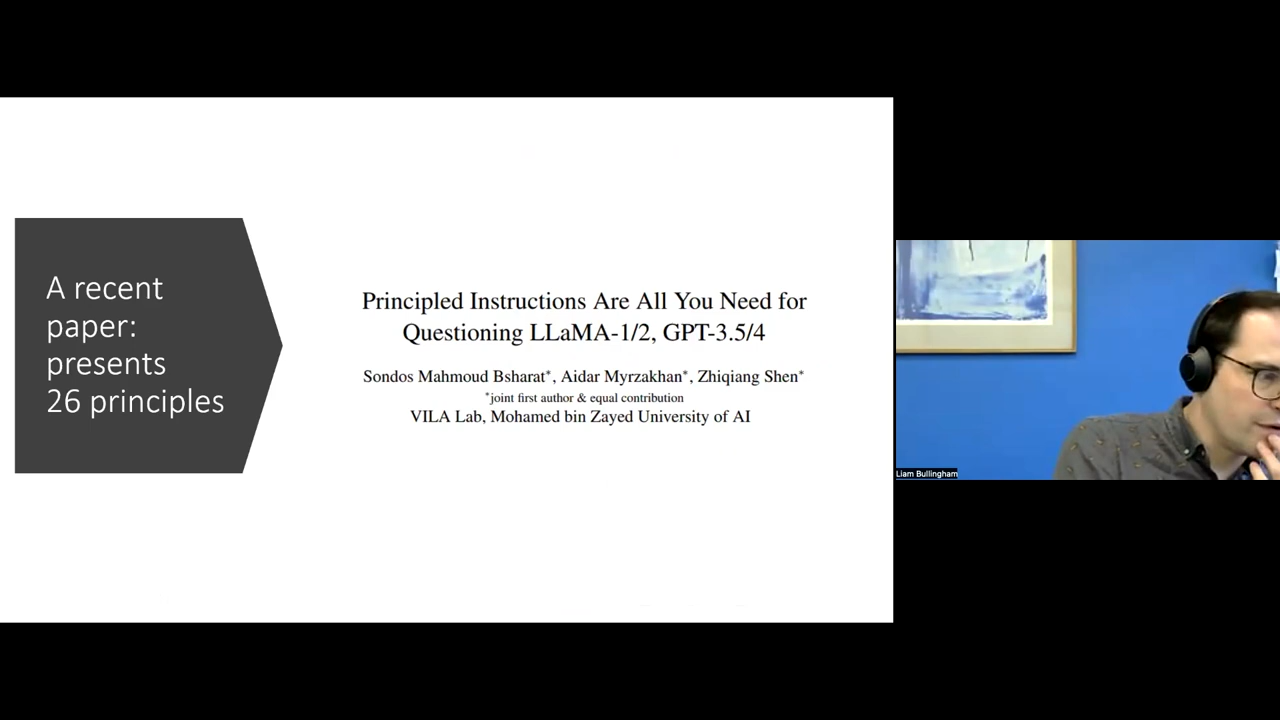 A recent
paper:
presents
26 principles
Principled Instructions Are All You Need for
Questioning LLaMA-1/2, GPT-3.5/4
Sondos Mahmoud Bsharat*, Aidar Myrzakhan*, Zhiqiang Shen*
*joint first author & equal contribution
VILA Lab, Mohamed bin Zayed University of AI
Liam Bullingham